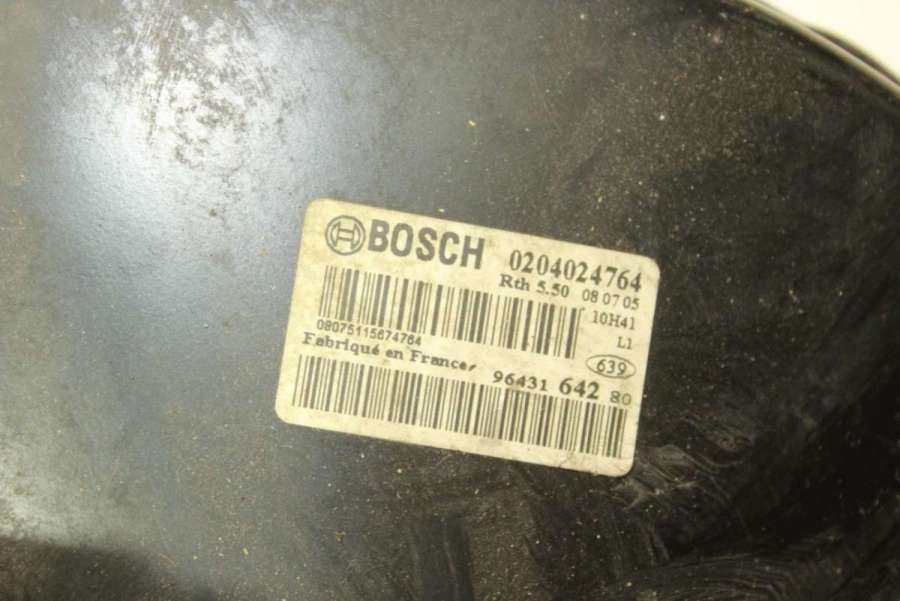 BOSCH 0204024764
Rth 5.50 08 07 05
10H41
08075115674764 L1
Fabriqué en France 639
96431 642 80